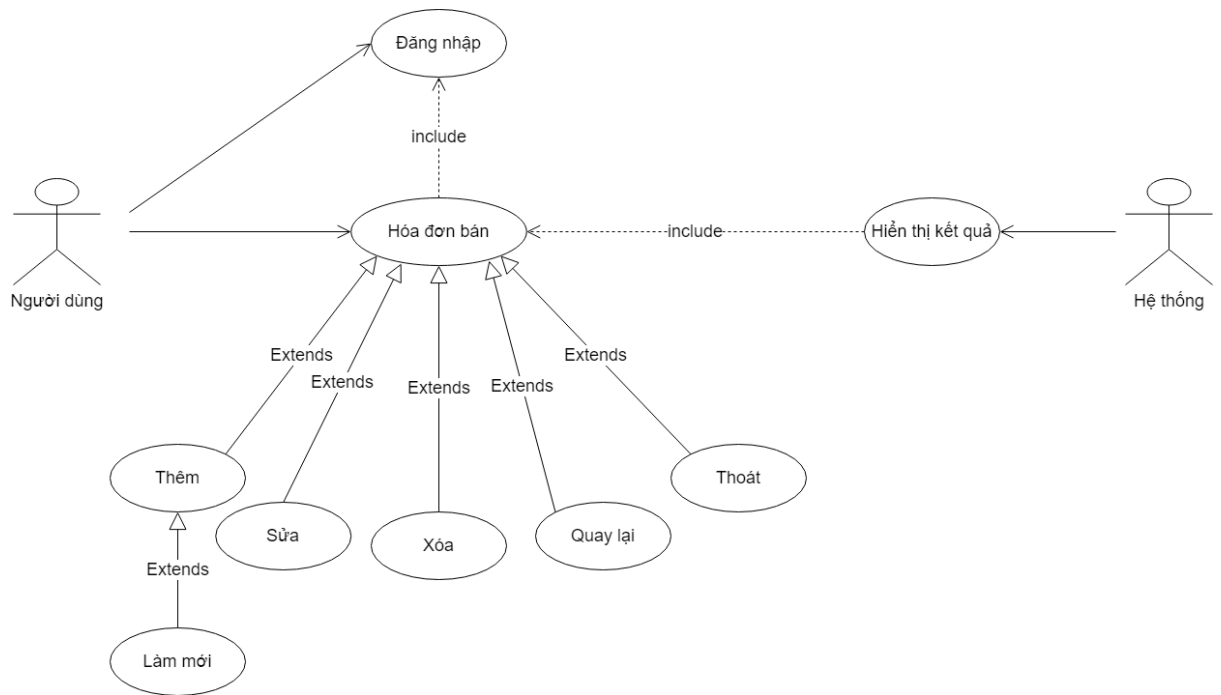 Đăng nhập
include
Hóa đơn bán
include
Hiển thị kết quả
Người dùng
Hệ thống
Extends
Extends
Extends
Extends
Extends
Thêm
Sửa
Xóa
Quay lại
Thoát
Extends
Làm mới